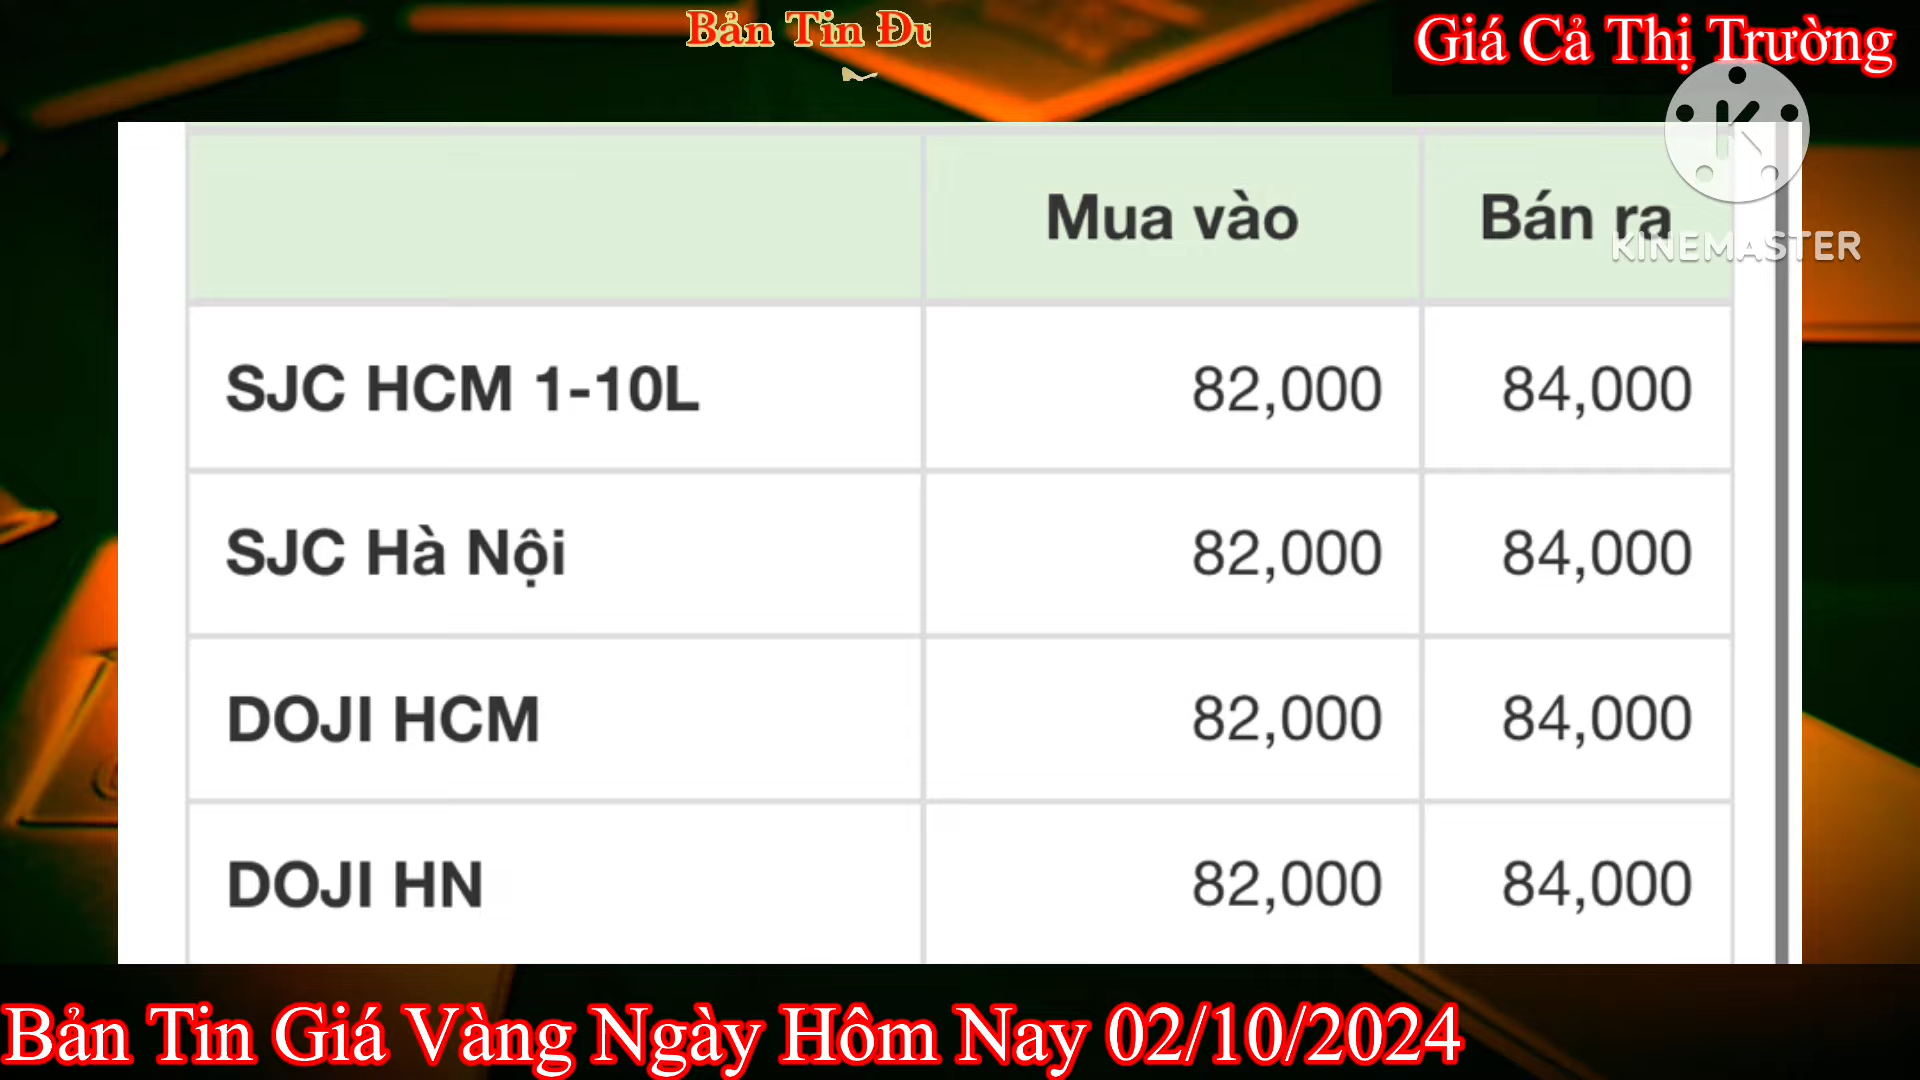 Bản Tin
Giá Cả Thị Trường
KINEMASTER
Mua vào Bán ra
SJC HCM 1-10L 82,000 84,000
SJC Hà Nội 82,000 84,000
DOJI HCM 82,000 84,000
DOJI HN 82,000 84,000
Bản Tin Giá Vàng Ngày Hôm Nay 02/10/2024